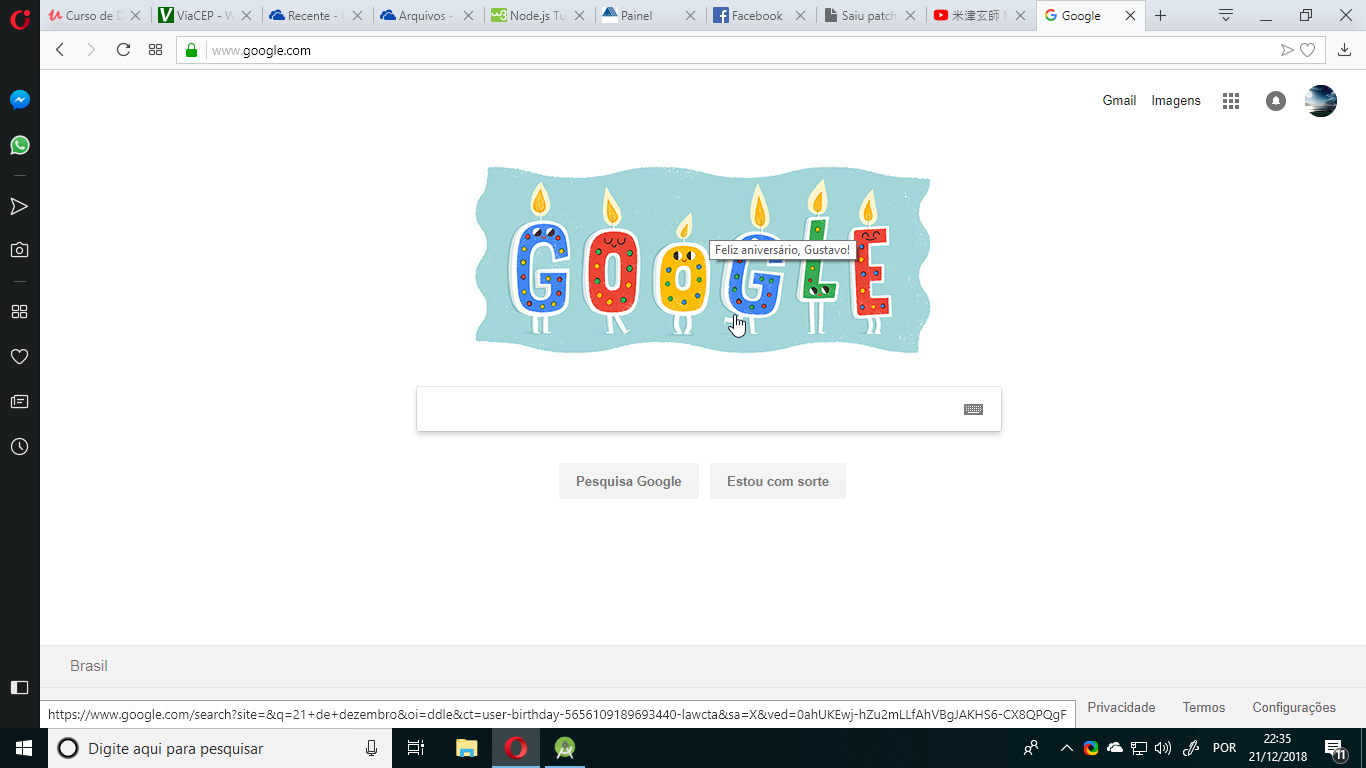 Curso de D
ViaCEP - W
Recente -
Arquivos -
Node.js Tu
Painel
Facebook
Saiu patch
米津玄師
Google
www.google.com
Gmail
Imagens
GOOGLE
Feliz aniversário, Gustavo!
Pesquisa Google
Estou com sorte
Brasil
https://www.google.com/search?site=&q=21+de+dezembro&oi=ddle&ct=user-birthday-5656109189693440-lawcta&sa=X&ved=0ahUKEwj-hZu2mLLfAhVBgJAKHS6-CX8QPQgF
Privacidade
Termos
Configurações
Digite aqui para pesquisar
POR
22:35
21/12/2018
11